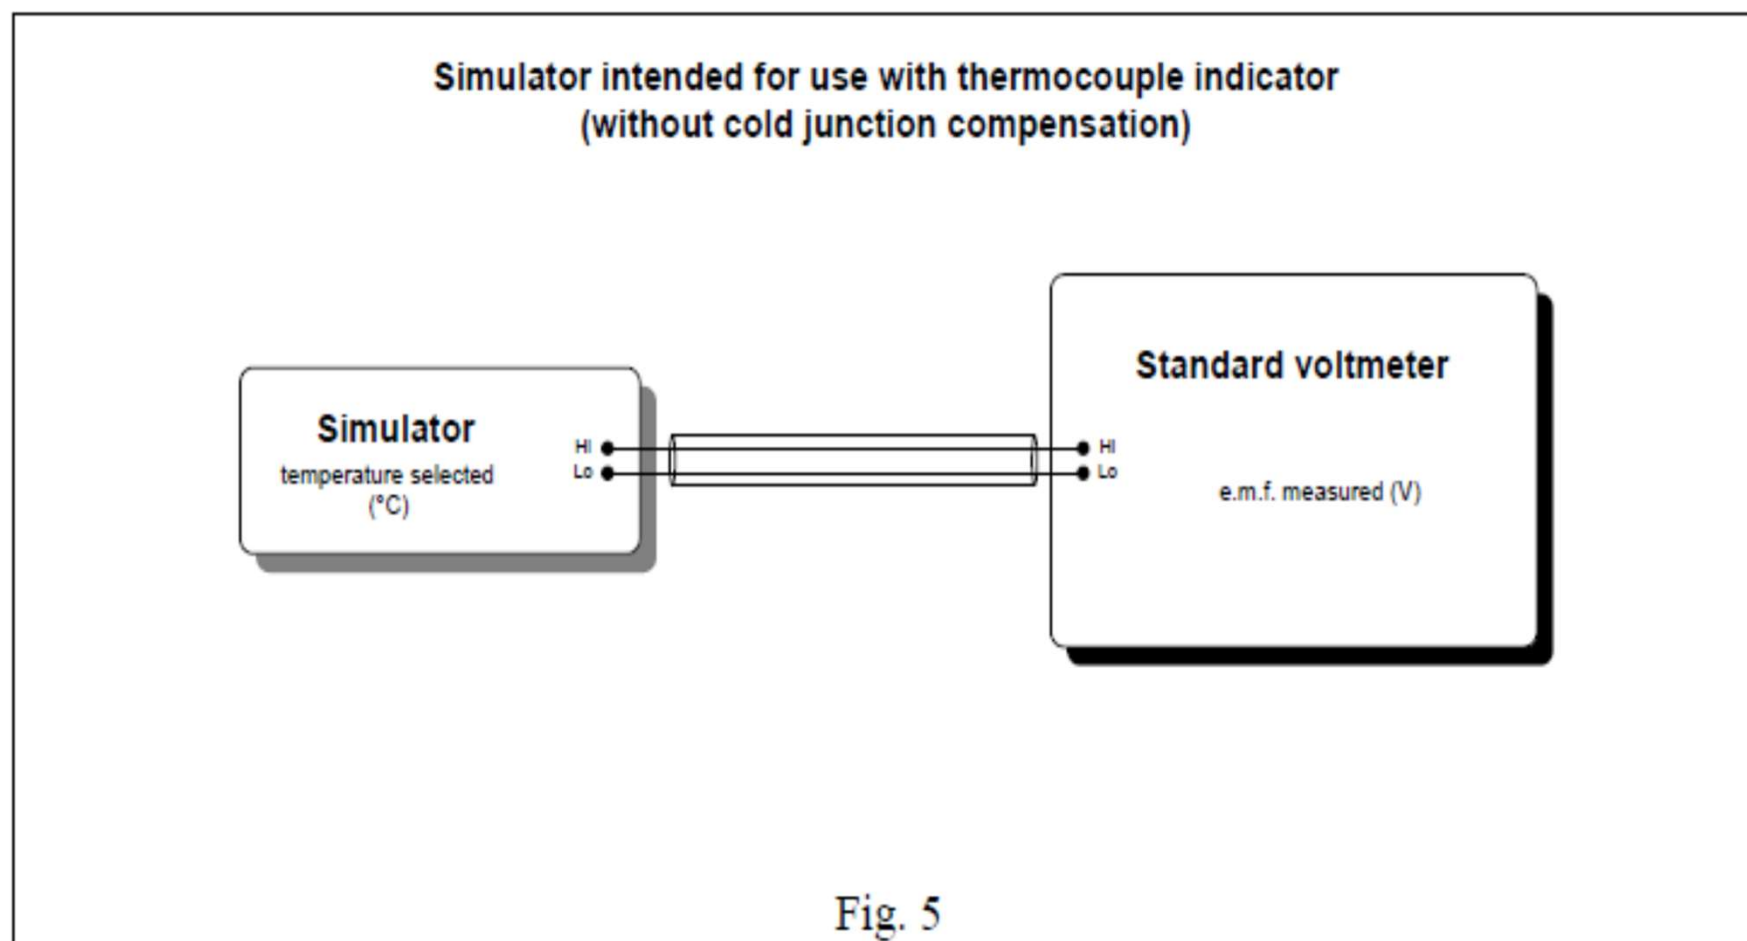 Simulator intended for use with thermocouple indicator
(without cold junction compensation)
Standard voltmeter
Simulator
temperature selected
(°C)
HI
Lo
HI
Lo
e.m.f. measured (V)
Fig. 5